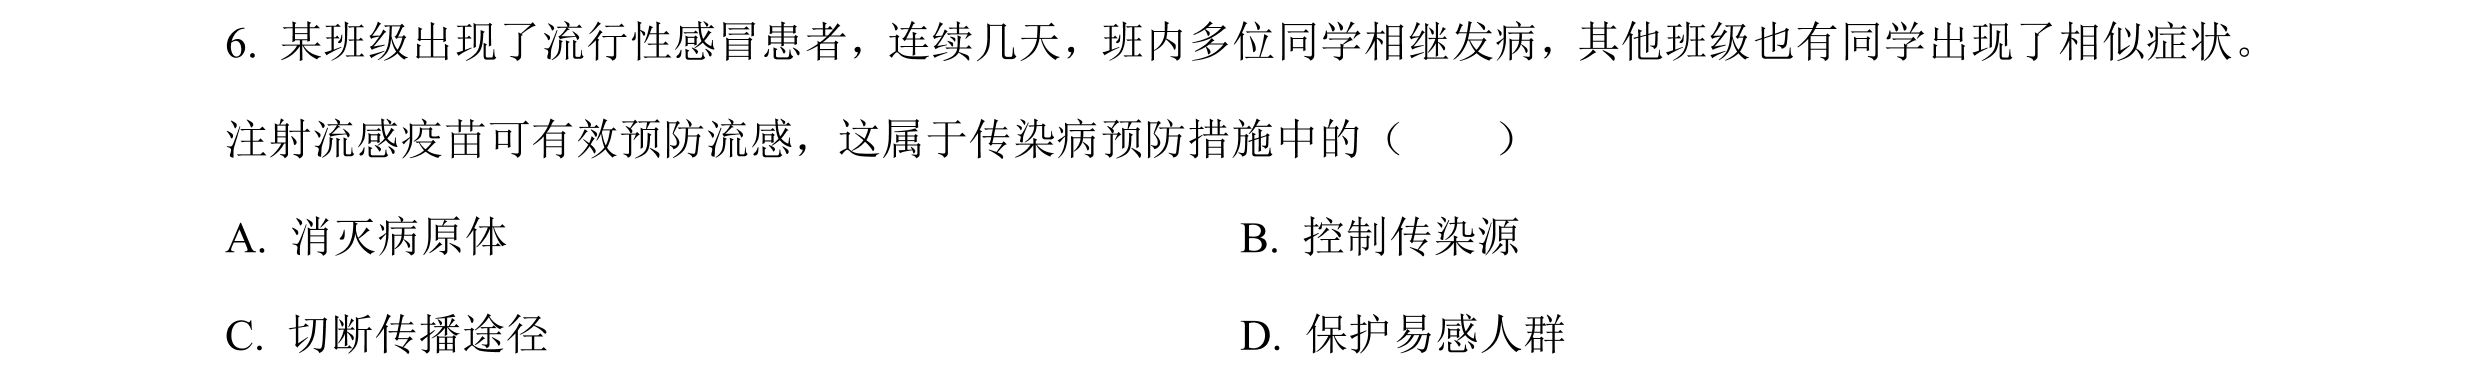 6. 某班级出现了流行性感冒患者，连续几天，班内多位同学相继发病，其他班级也有同学出现了相似症状。
注射流感疫苗可有效预防流感，这属于传染病预防措施中的（　　）
A. 消灭病原体　　B. 控制传染源
C. 切断传播途径　　D. 保护易感人群